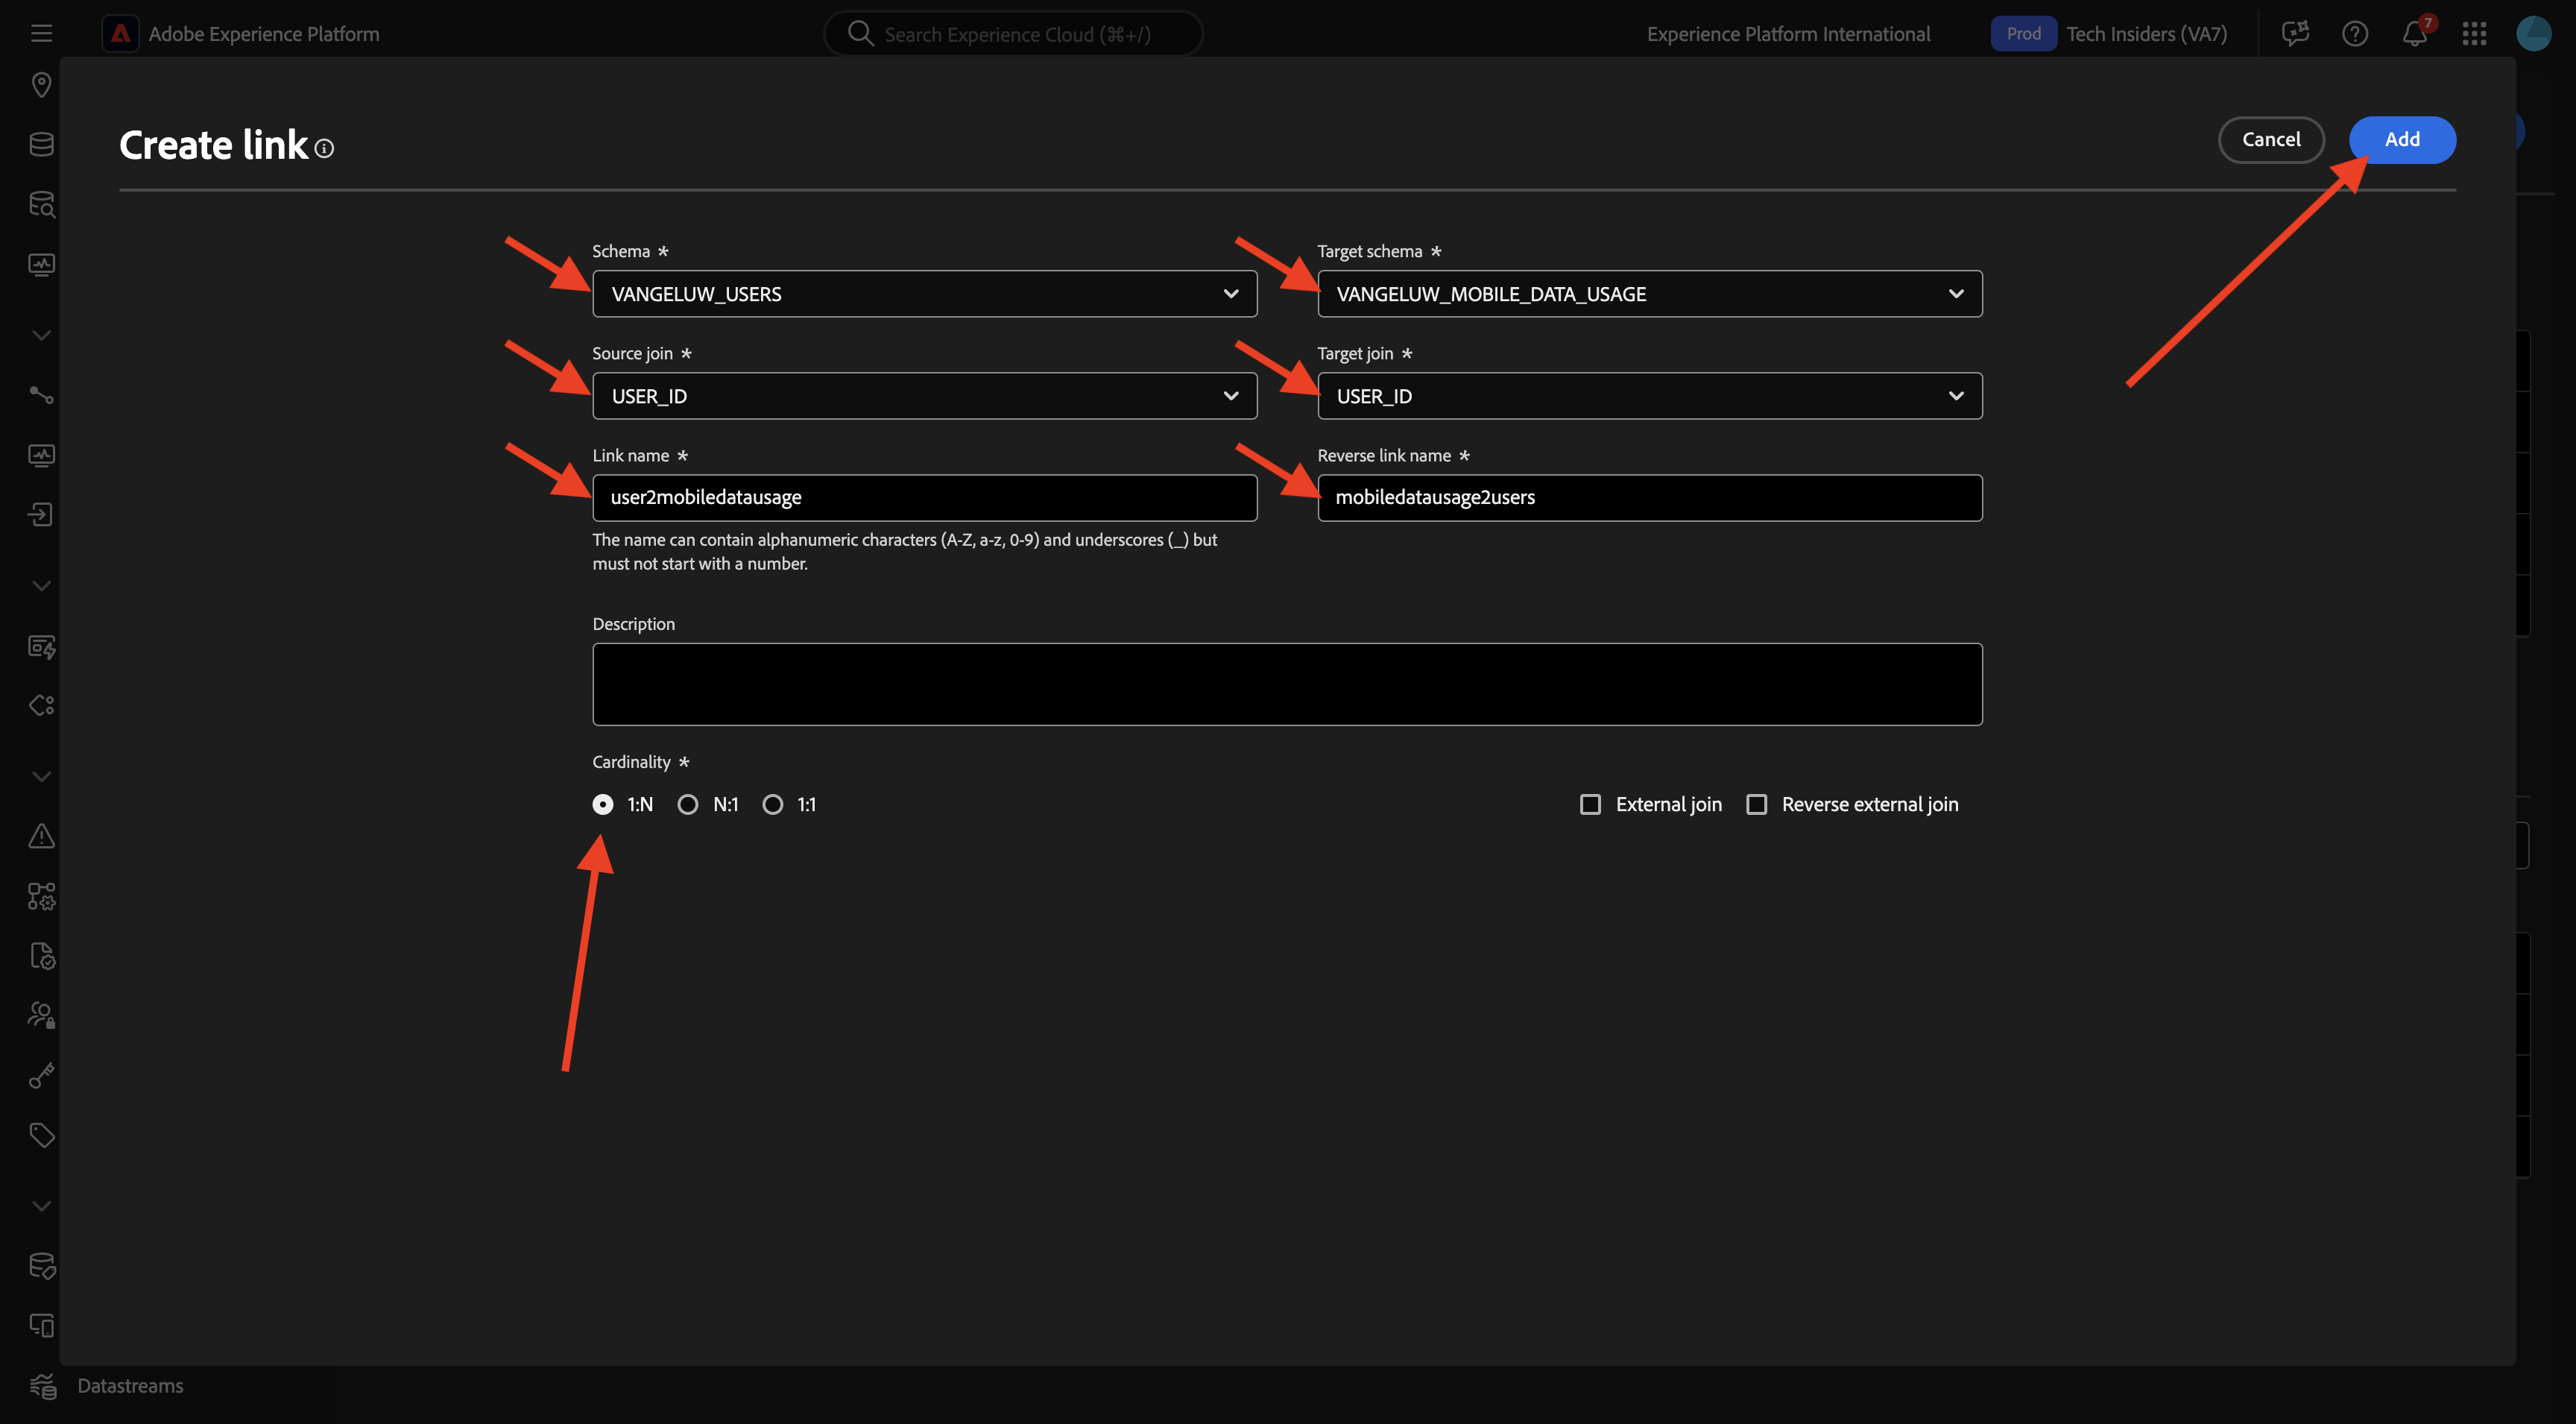 Adobe Experience Platform
Search Experience Cloud (⌘+/)
Experience Platform International
Prod
Tech Insiders (VA7)
7
Create link
Cancel
Add
Schema *
Target schema *
VANGELUW_USERS
VANGELUW_MOBILE_DATA_USAGE
Source join *
Target join *
USER_ID
USER_ID
Link name *
Reverse link name *
user2mobiledatausage
mobiledatausage2users
The name can contain alphanumeric characters (A-Z, a-z, 0-9) and underscores (_) but
must not start with a number.
Description
Cardinality *
1:N
N:1
1:1
External join
Reverse external join
Datastreams